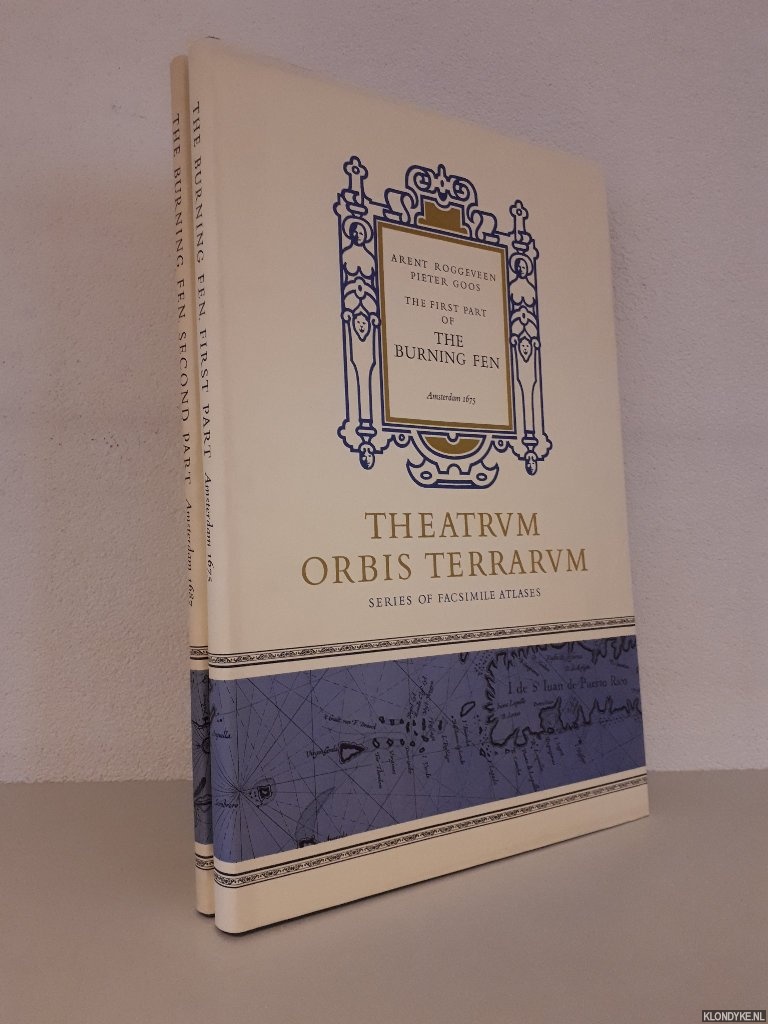 THE BURNING FEN SECOND PART Amsterdam 1687
THE BURNING FEN FIRST PART Amsterdam 1675
ARENT ROGGEVEEN
PIETER GOOS
THE FIRST PART
OF
THE
BURNING FEN
Amsterdam 1675
THEATRVM
ORBIS TERRARVM
SERIES OF FACSIMILE ATLASES
I de St Iuan de Puerto Rico
KLONDYKE.NL